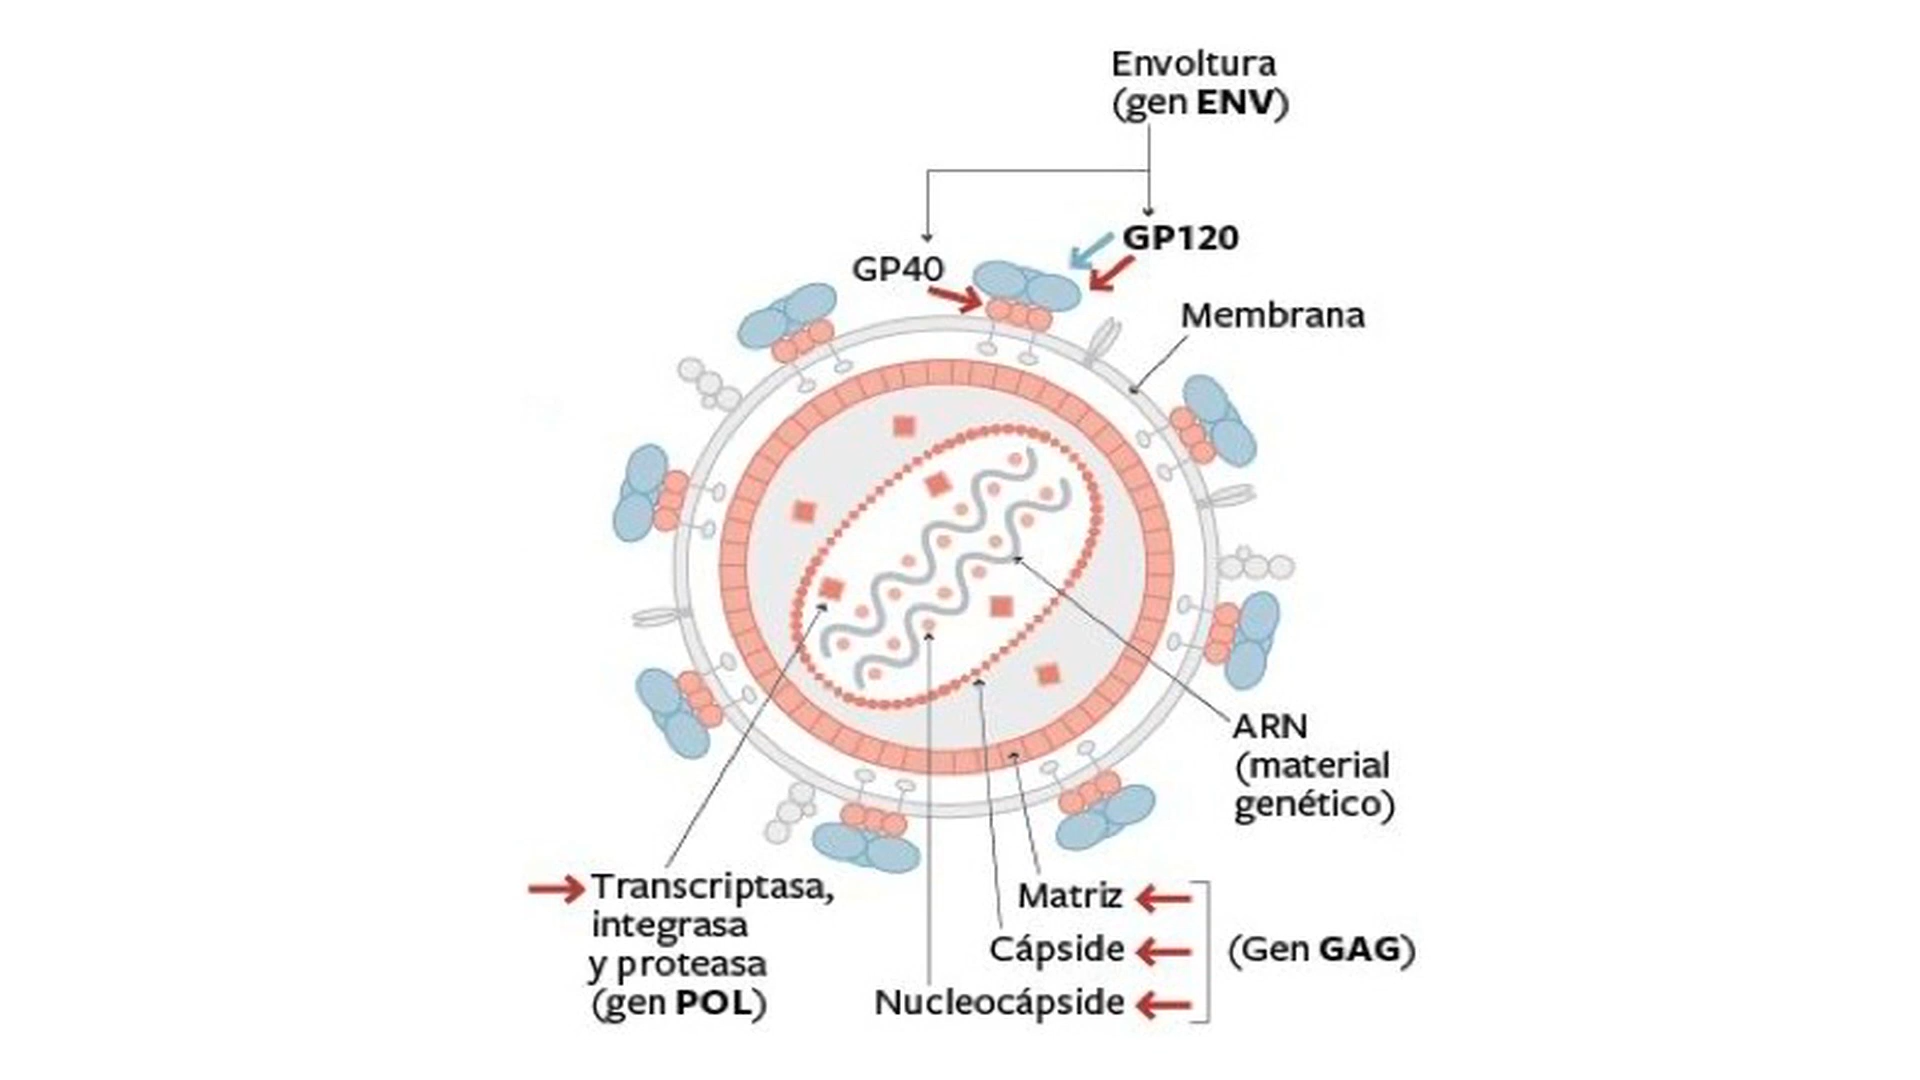 Envoltura
(gen ENV)
GP120
GP40
Membrana
ARN
(material
genético)
Transcriptasa,
integrasa
y proteasa
(gen POL)
Matriz
Cápside
Nucleocápside
(Gen GAG)